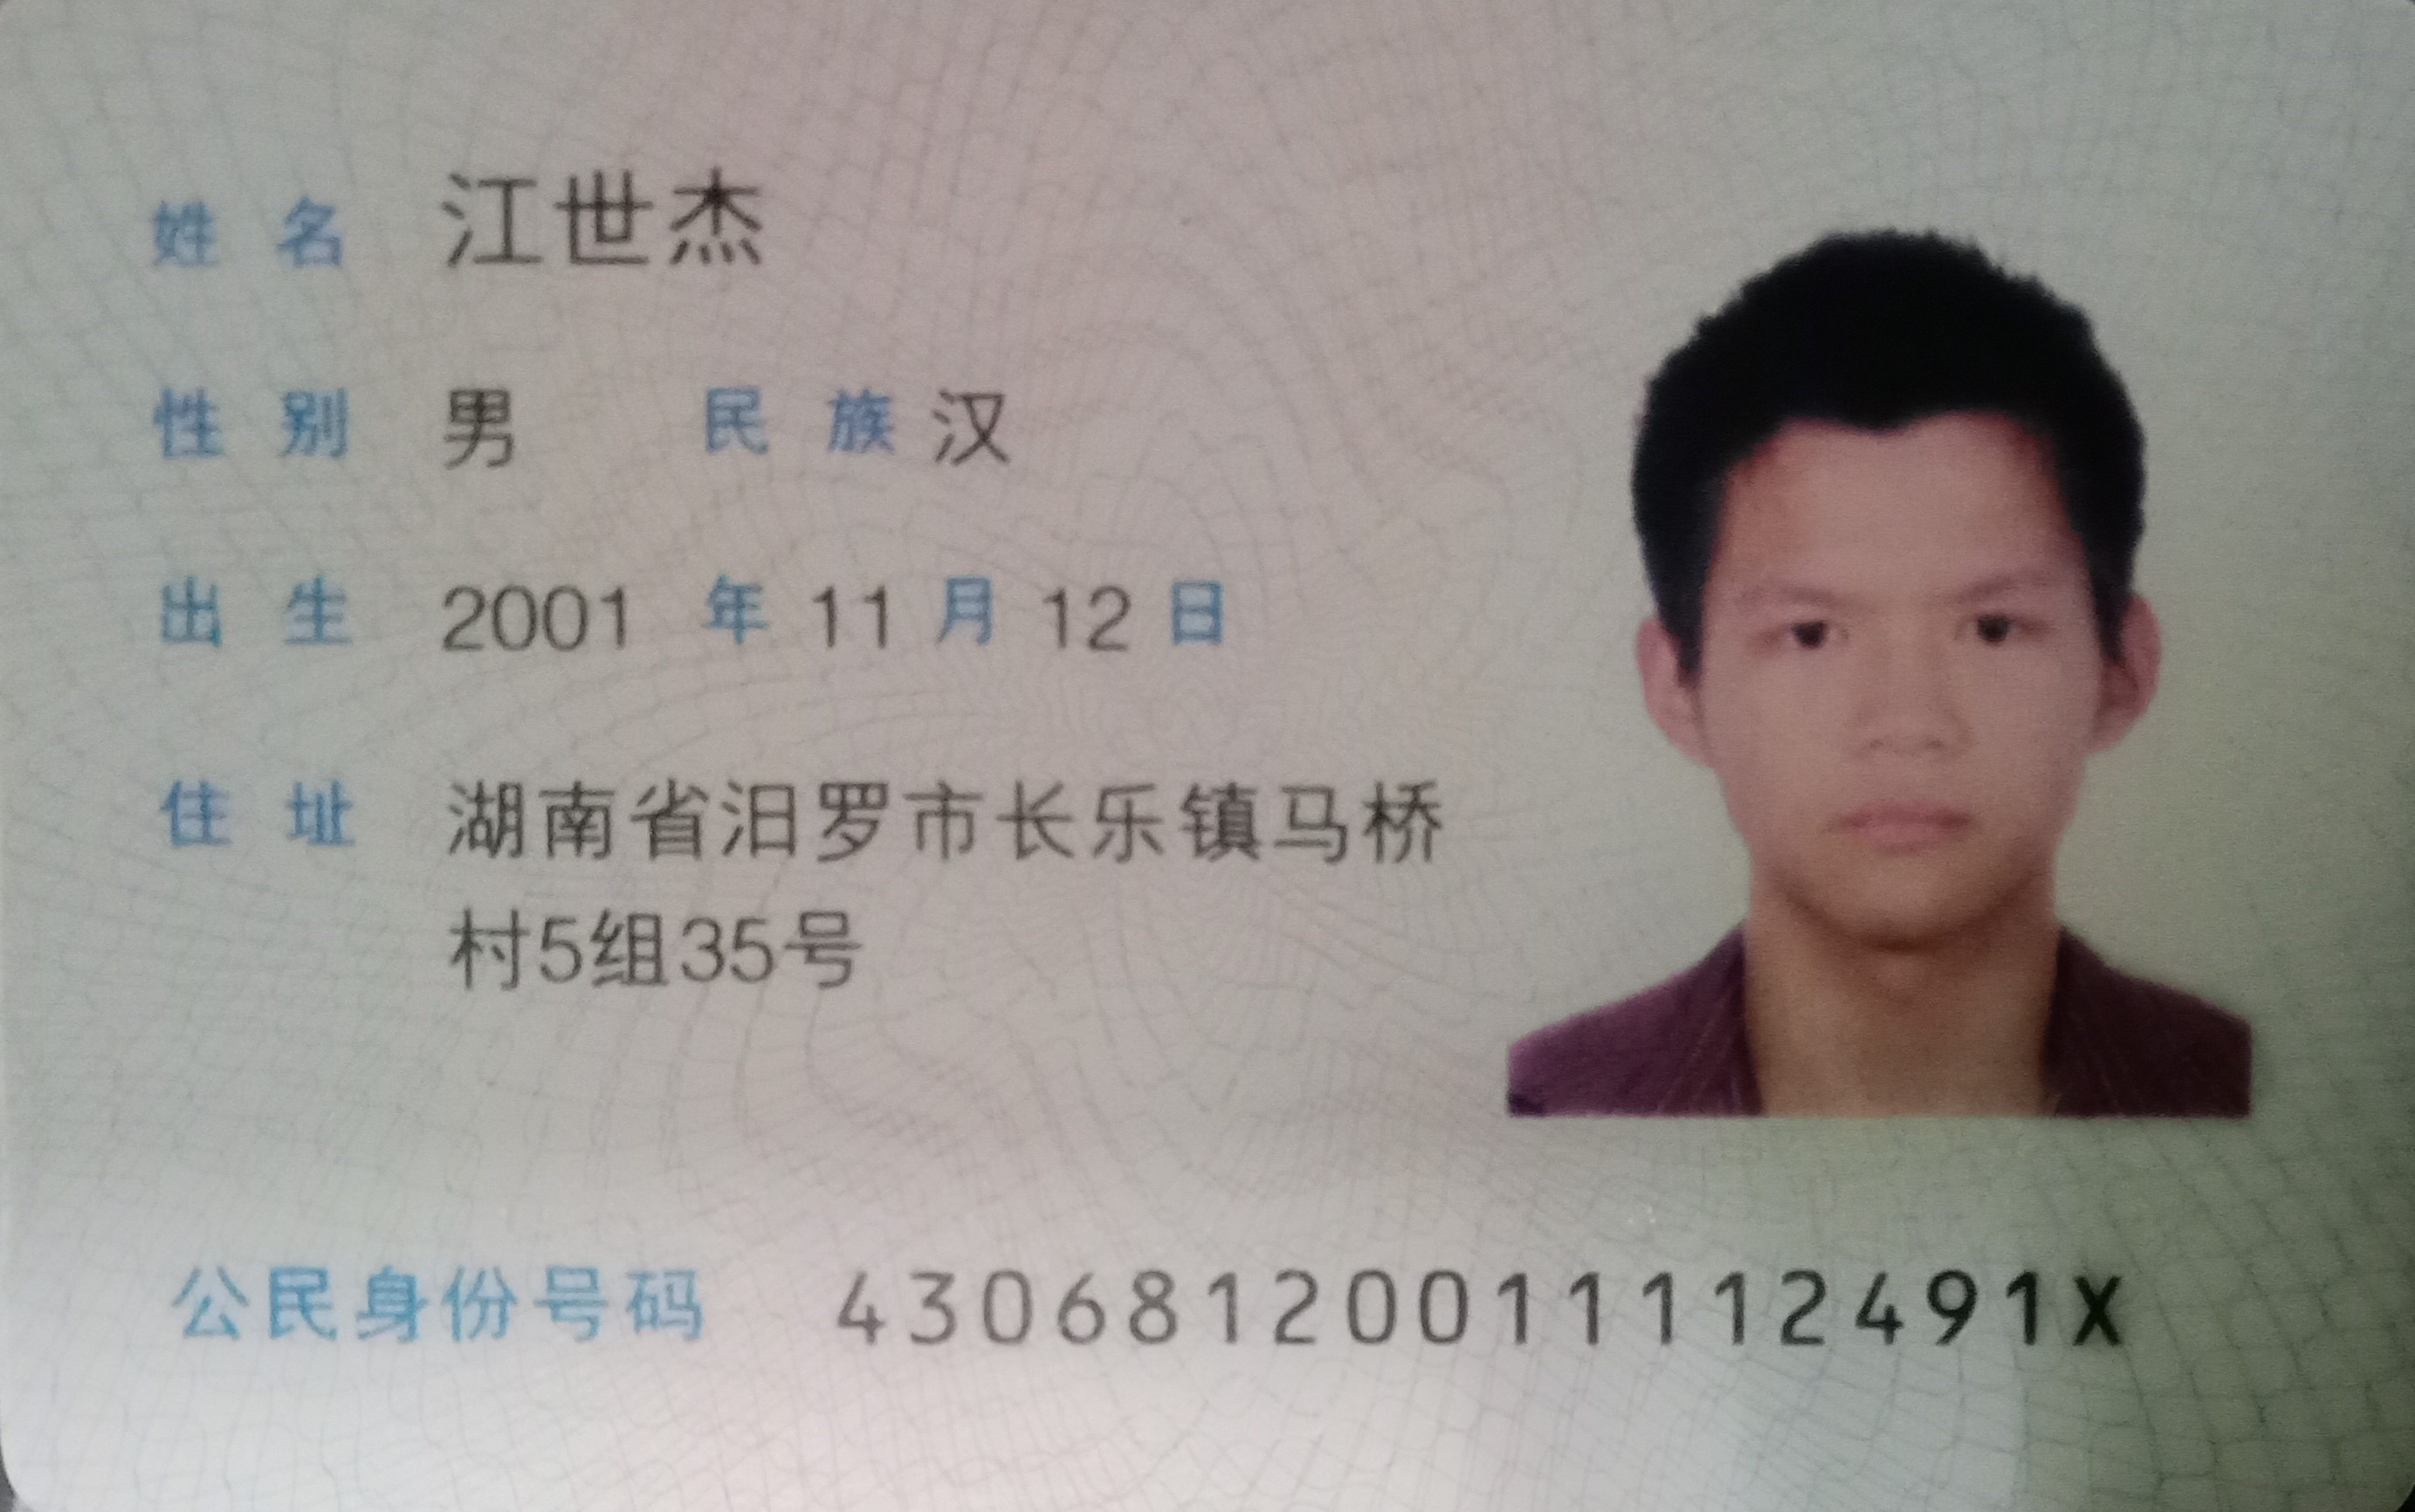 姓名 江世杰
性别 男 民族 汉
出生 2001 年 11 月 12 日
住址 湖南省汨罗市长乐镇马桥
村5组35号
公民身份号码 43068120011112491X